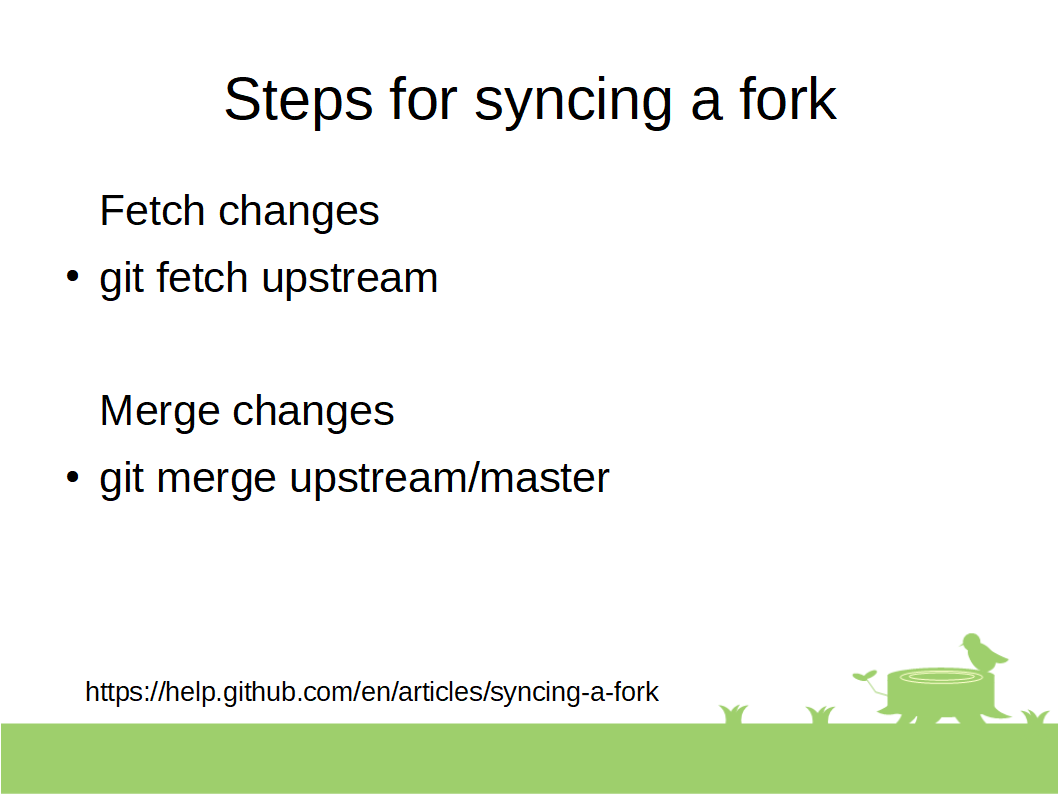 Steps for syncing a fork
Fetch changes
• git fetch upstream
Merge changes
• git merge upstream/master
https://help.github.com/en/articles/syncing-a-fork